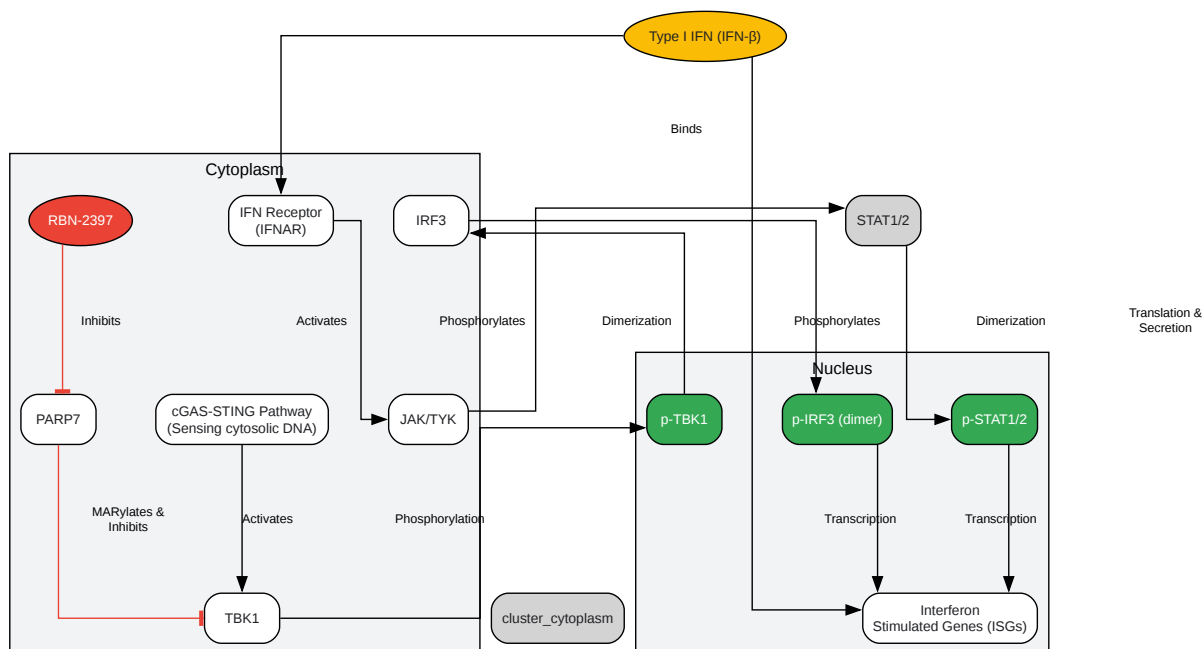 Type I IFN (IFN-β)
Binds
Cytoplasm
RBN-2397
IFN Receptor
(IFNAR)
IRF3
STAT1/2
Inhibits
Activates
Phosphorylates
Dimerization
Phosphorylates
Dimerization
Translation &
Secretion
Nucleus
PARP7
cGAS-STING Pathway
(Sensing cytosolic DNA)
JAK/TYK
p-TBK1
p-IRF3 (dimer)
p-STAT1/2
MARylates &
Inhibits
Activates
Phosphorylation
Transcription
Transcription
TBK1
cluster_cytoplasm
Interferon
Stimulated Genes (ISGs)